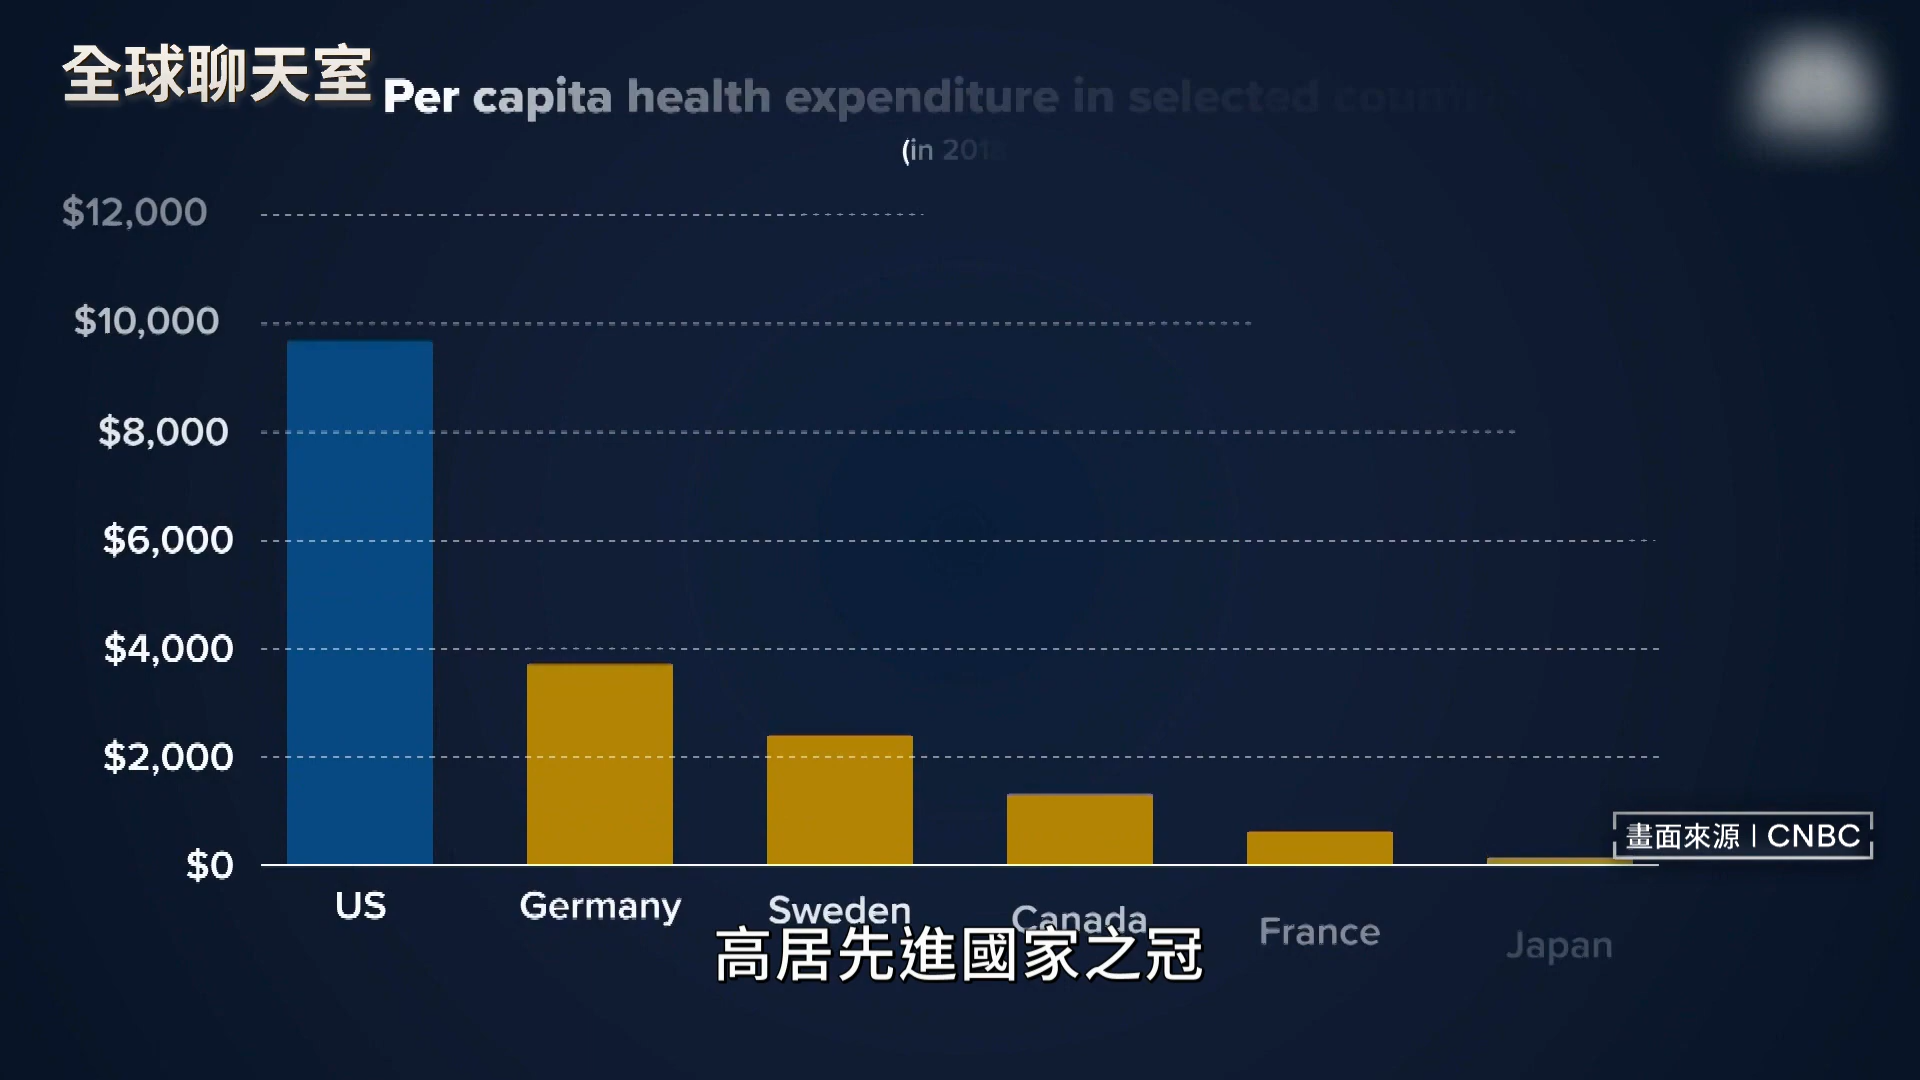 全球聊天室
Per capita health expenditure in selected
(in 201
$12,000
$10,000
$8,000
$6,000
$4,000
$2,000
$0
畫面來源 | CNBC
US
Germany
Sweden
Canada
France
Japan
高居先進國家之冠